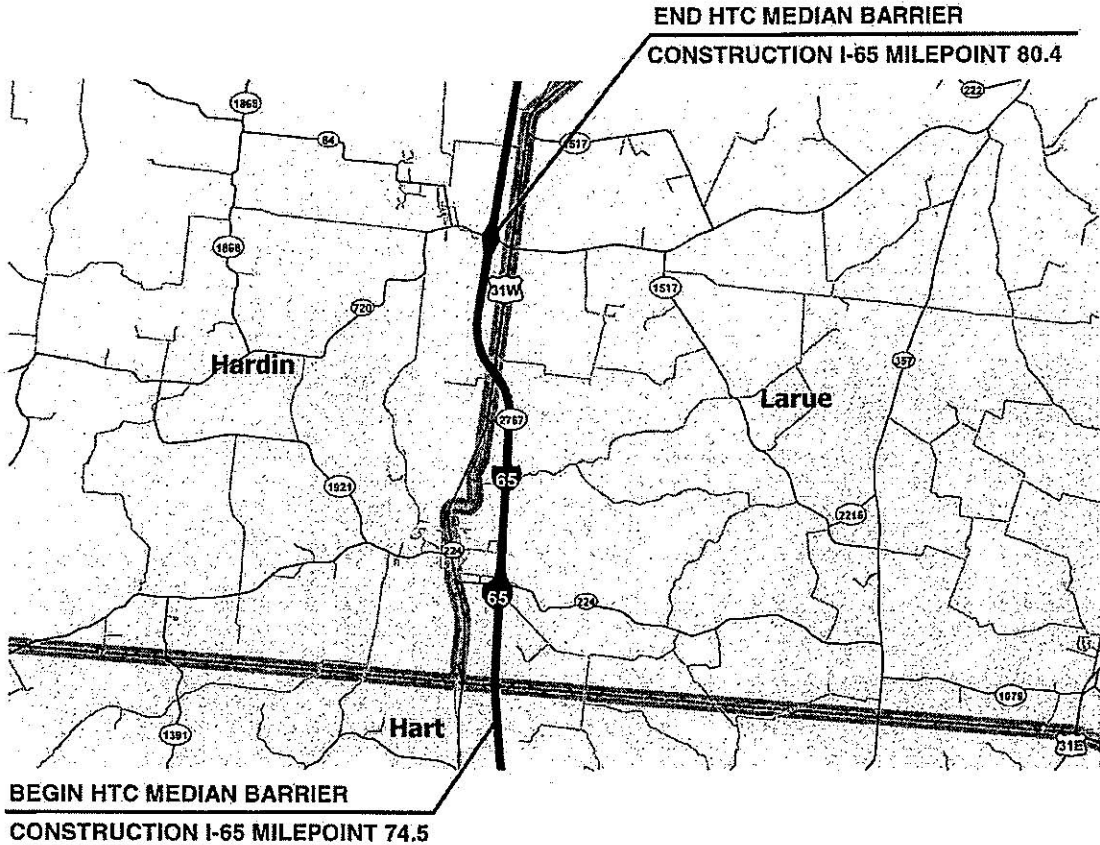 END HTC MEDIAN BARRIER
CONSTRUCTION I-65 MILEPOINT 80.4
1868
222
84
1517
1868
31W
1517
720
Hardin
357
Larue
2767
65
1921
2216
224
65
224
1079
Hart
1391
31E
BEGIN HTC MEDIAN BARRIER
CONSTRUCTION I-65 MILEPOINT 74.5